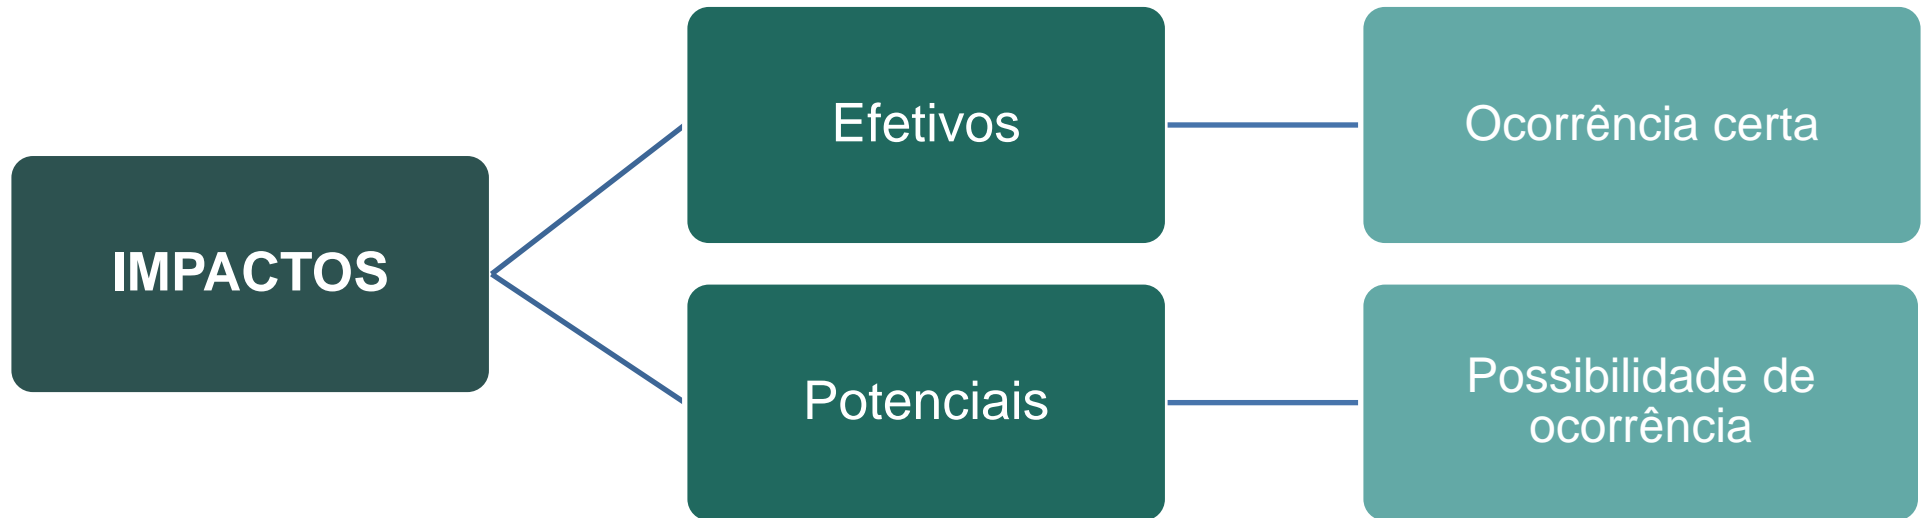 IMPACTOS
Efetivos
Ocorrência certa
Potenciais
Possibilidade de
ocorrência